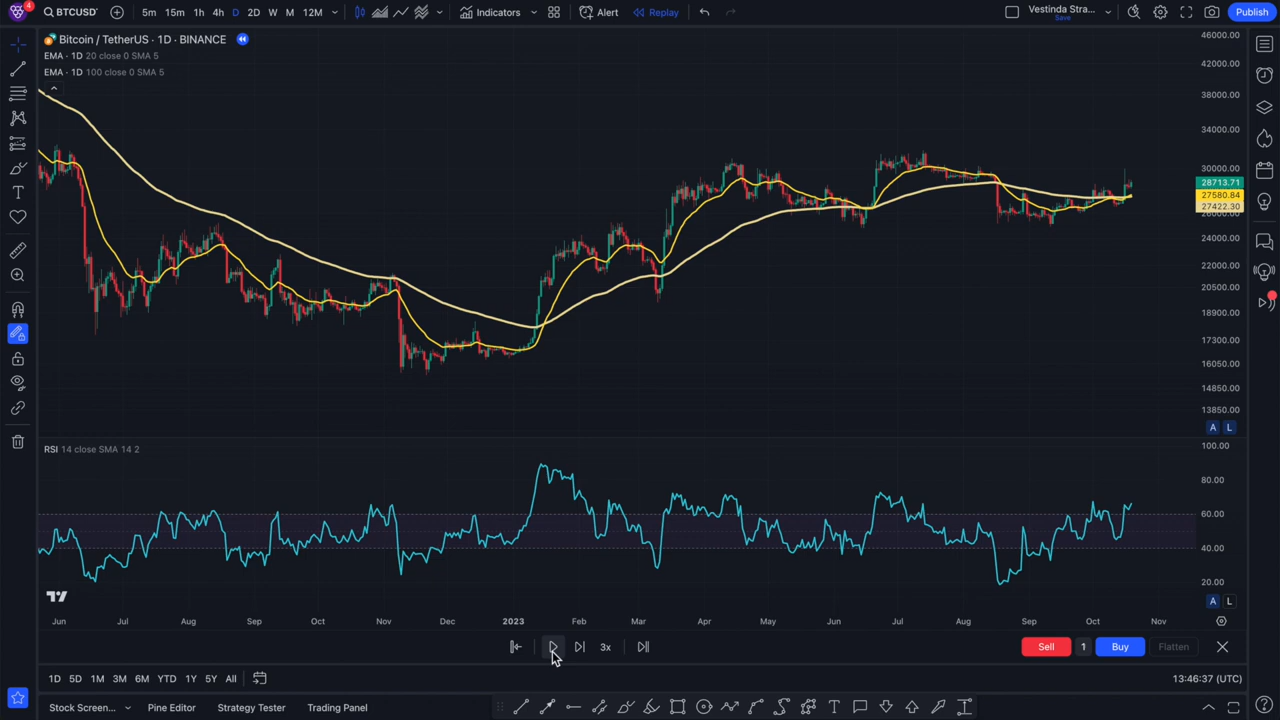 4
BTCUSD
5m 15m 1h 4h D 2D W M 12M
Indicators
Alert
Replay
Vestinda Stra...
Save
Publish
Bitcoin / TetherUS · 1D · BINANCE
EMA · 1D 20 close 0 SMA 5
EMA · 1D 100 close 0 SMA 5
46000.00
42000.00
38000.00
34000.00
30000.00
28713.71
27580.84
27422.30
26000.00
24000.00
22000.00
20500.00
18900.00
17300.00
16050.00
14850.00
13850.00
A L
RSI 14 close SMA 14 2
100.00
80.00
60.00
40.00
20.00
A L
Jun Jul Aug Sep Oct Nov Dec 2023 Feb Mar Apr May Jun Jul Aug Sep Oct Nov
3x
Sell 1 Buy Flatten
1D 5D 1M 3M 6M YTD 1Y 5Y All
13:46:37 (UTC)
Stock Screen... Pine Editor Strategy Tester Trading Panel